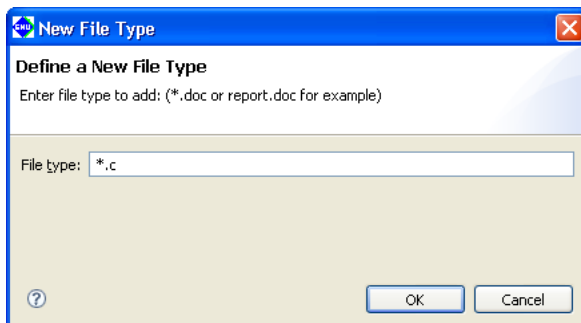 New File Type
Define a New File Type
Enter file type to add: (*.doc or report.doc for example)
File type: *.c
OK Cancel